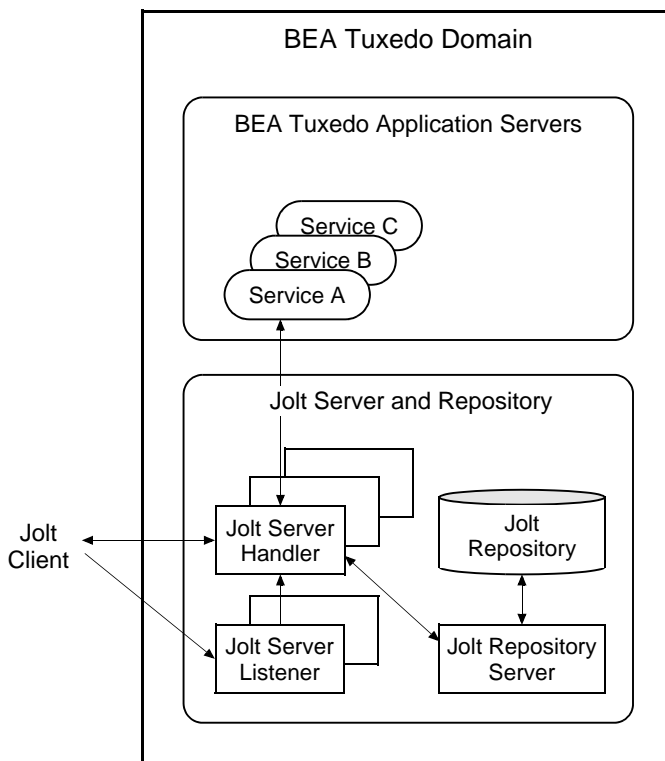 BEA Tuxedo Domain
BEA Tuxedo Application Servers
Service C
Service B
Service A
Jolt Server and Repository
Jolt Server
Handler
Jolt
Repository
Jolt
Client
Jolt Server
Listener
Jolt Repository
Server